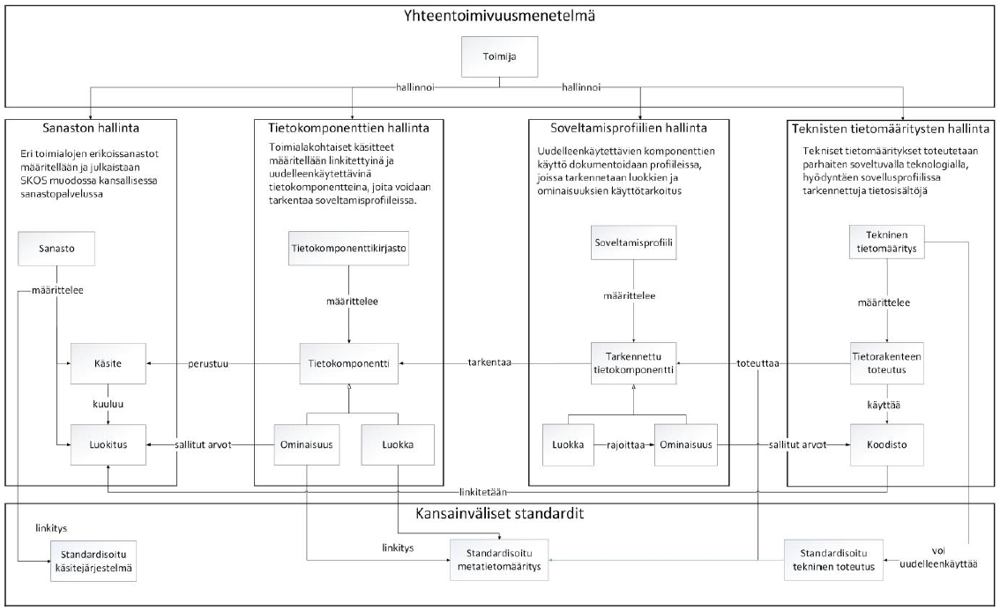 Yhteentoimivuusmenetelmä
Toimija
hallinnoi
hallinnoi
Sanaston hallinta
Eri toimialojen erikoissanastot
määritellään ja julkaistaan
SKOS muodossa kansallisessa
sanastopalvelussa
Sanasto
määrittelee
Käsite
kuuluu
Luokitus
Tietokomponenttien hallinta
Toimialakohtaiset käsitteet
määritellään linkitettyinä ja
uudelleenkäytettävinä
tietokomponentteina, joita voidaan
tarkentaa soveltamisprofiileissa.
Tietokomponenttikirjasto
määrittelee
perustuu
Tietokomponentti
sallitut arvot
Ominaisuus
Luokka
Soveltamisprofiilien hallinta
Uudelleenkäytettävien komponenttien
käyttö dokumentoidaan profiileissa,
joissa tarkennetaan luokkien ja
ominaisuuksien käyttötarkoitus
Soveltamisprofiili
määrittelee
tarkentaa
Tarkennettu
tietokomponentti
Luokka
rajoittaa
Ominaisuus
Teknisten tietomääritysten hallinta
Tekniset tietomääritykset toteutetaan
parhaiten soveltuvalla teknologialla,
hyödyntäen sovellusprofiilissa
tarkennettuja tietosisältöjä
Tekninen
tietomääritys
määrittelee
toteuttaa
Tietorakenteen
toteutus
käyttää
sallitut arvot
Koodisto
linkitetään
Kansainväliset standardit
linkitys
Standardisoitu
käsitejärjestelmä
linkitys
Standardisoitu
metatietomääritys
Standardisoitu
tekninen toteutus
voi
uudelleenkäyttää